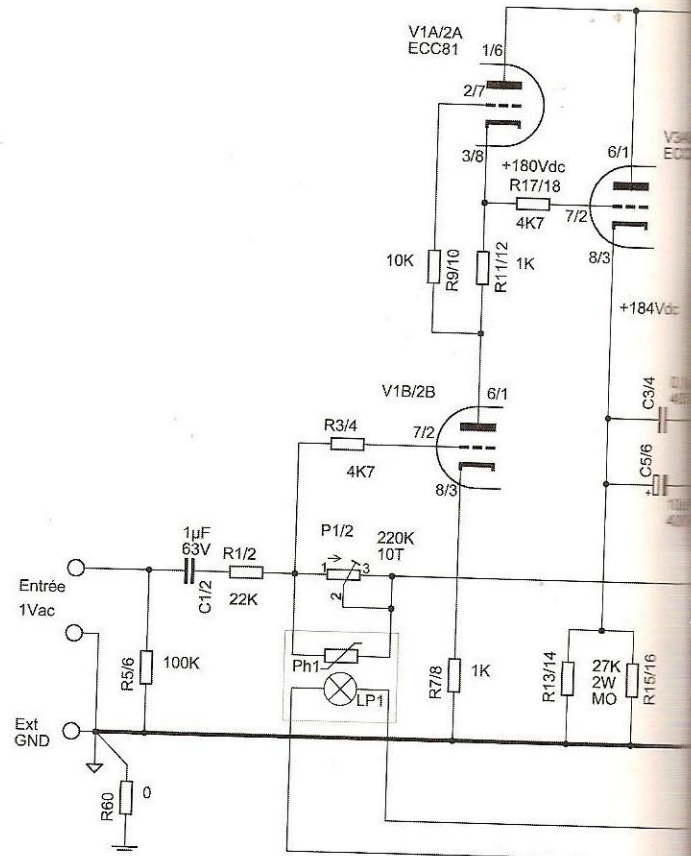 V1A/2A
ECC81
1/6
2/7
3/8
+180Vdc
R17/18
4K7
6/1
7/2
8/3
10K
R9/10
R11/12
1K
+184Vdc
V1B/2B
6/1
7/2
8/3
R3/4
4K7
C3/4
C5/6
+
P1/2
220K
10T
1
2
3
1µF
63V
C1/2
R1/2
22K
Entrée
1Vac
R5/6
100K
Ph1
LP1
R7/8
1K
R13/14
27K
2W
MO
R15/16
Ext
GND
R60
0